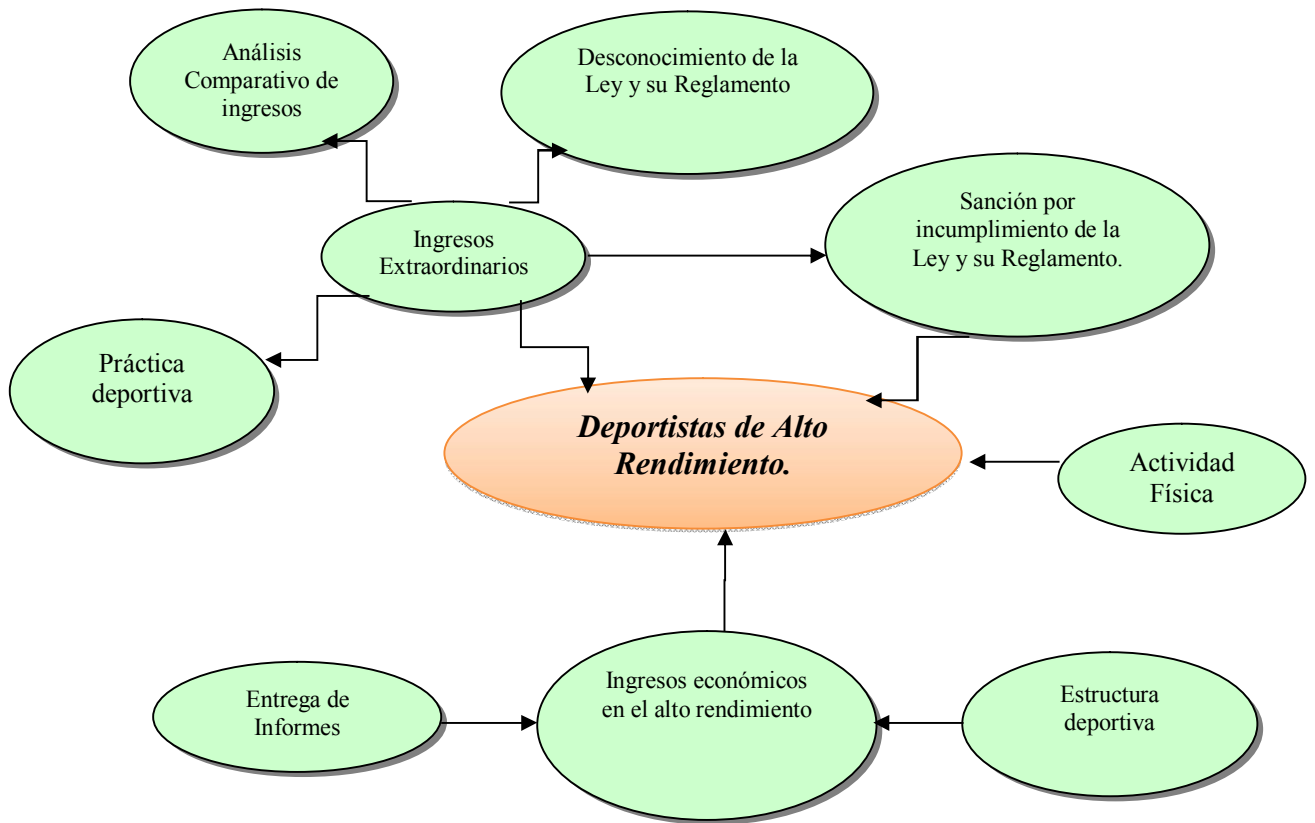 Análisis
Comparativo de
ingresos
Desconocimiento de la
Ley y su Reglamento
Ingresos
Extraordinarios
Sanción por
incumplimiento de la
Ley y su Reglamento.
Práctica
deportiva
Deportistas de Alto
Rendimiento.
Actividad
Física
Entrega de
Informes
Ingresos económicos
en el alto rendimiento
Estructura
deportiva